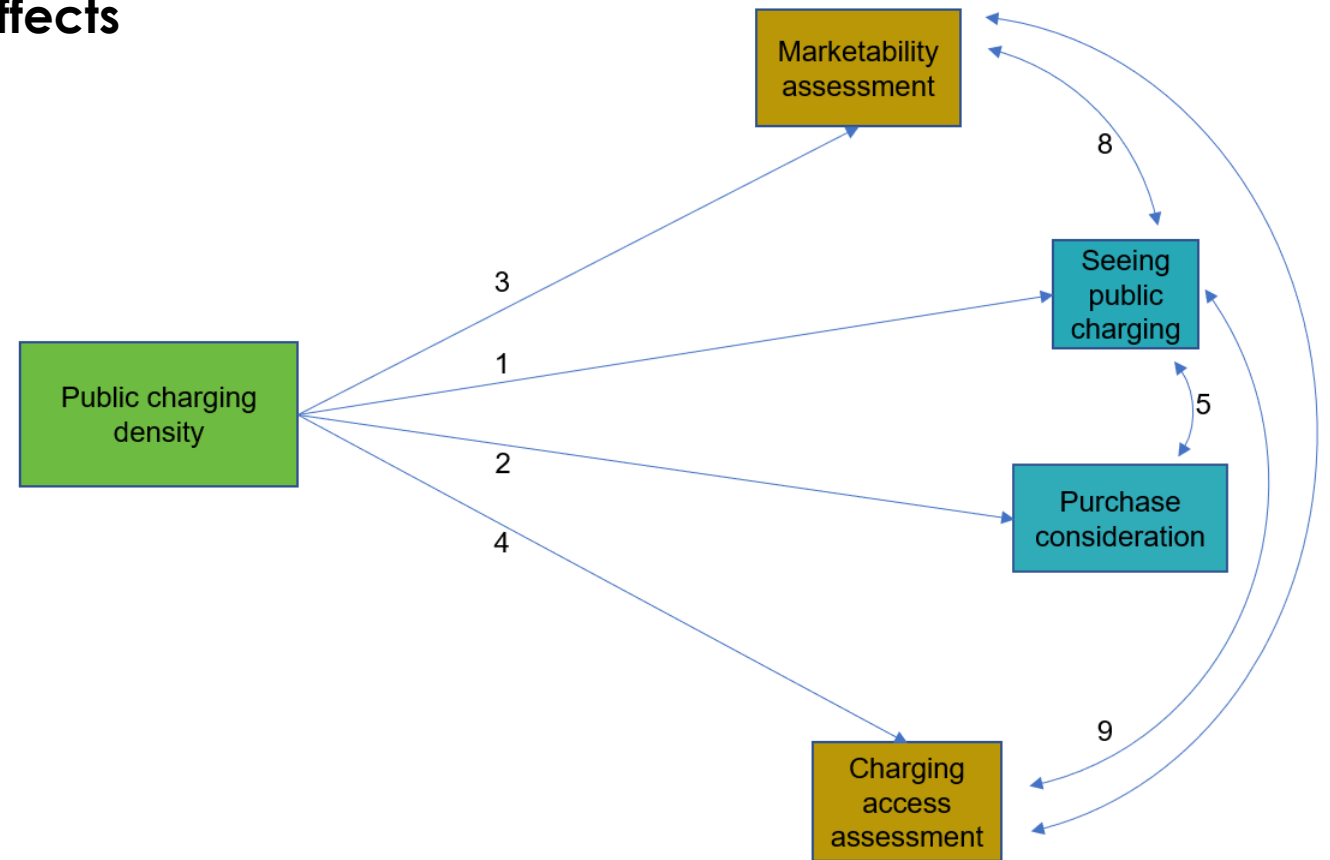 ffects
Marketability
assessment
8
Seeing
public
charging
3
1
Public charging
density
5
2
Purchase
consideration
4
9
Charging
access
assessment